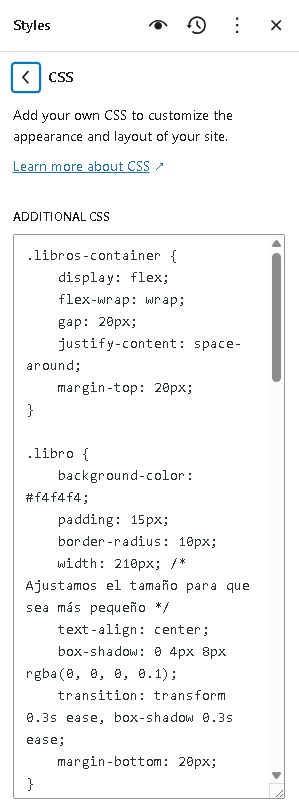 Styles
CSS
Add your own CSS to customize the
appearance and layout of your site.
Learn more about CSS ↗
ADDITIONAL CSS
.libros-container {
    display: flex;
    flex-wrap: wrap;
    gap: 20px;
    justify-content: space-
around;
    margin-top: 20px;
}

.libro {
    background-color:
#f4f4f4;
    padding: 15px;
    border-radius: 10px;
    width: 210px; /*
Ajustamos el tamaño para que
sea más pequeño */
    text-align: center;
    box-shadow: 0 4px 8px
rgba(0, 0, 0, 0.1);
    transition: transform
0.3s ease, box-shadow 0.3s
ease;
    margin-bottom: 20px;
}